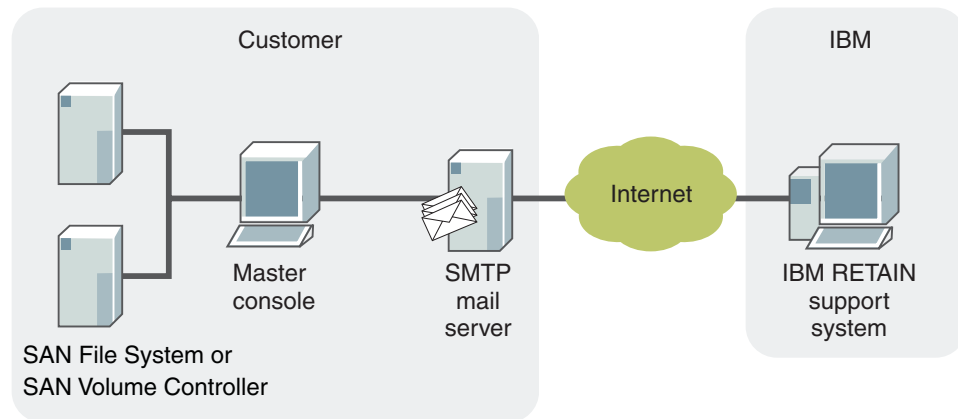 Customer
IBM
Internet
Master
console
SMTP
mail
server
IBM RETAIN
support
system
SAN File System or
SAN Volume Controller